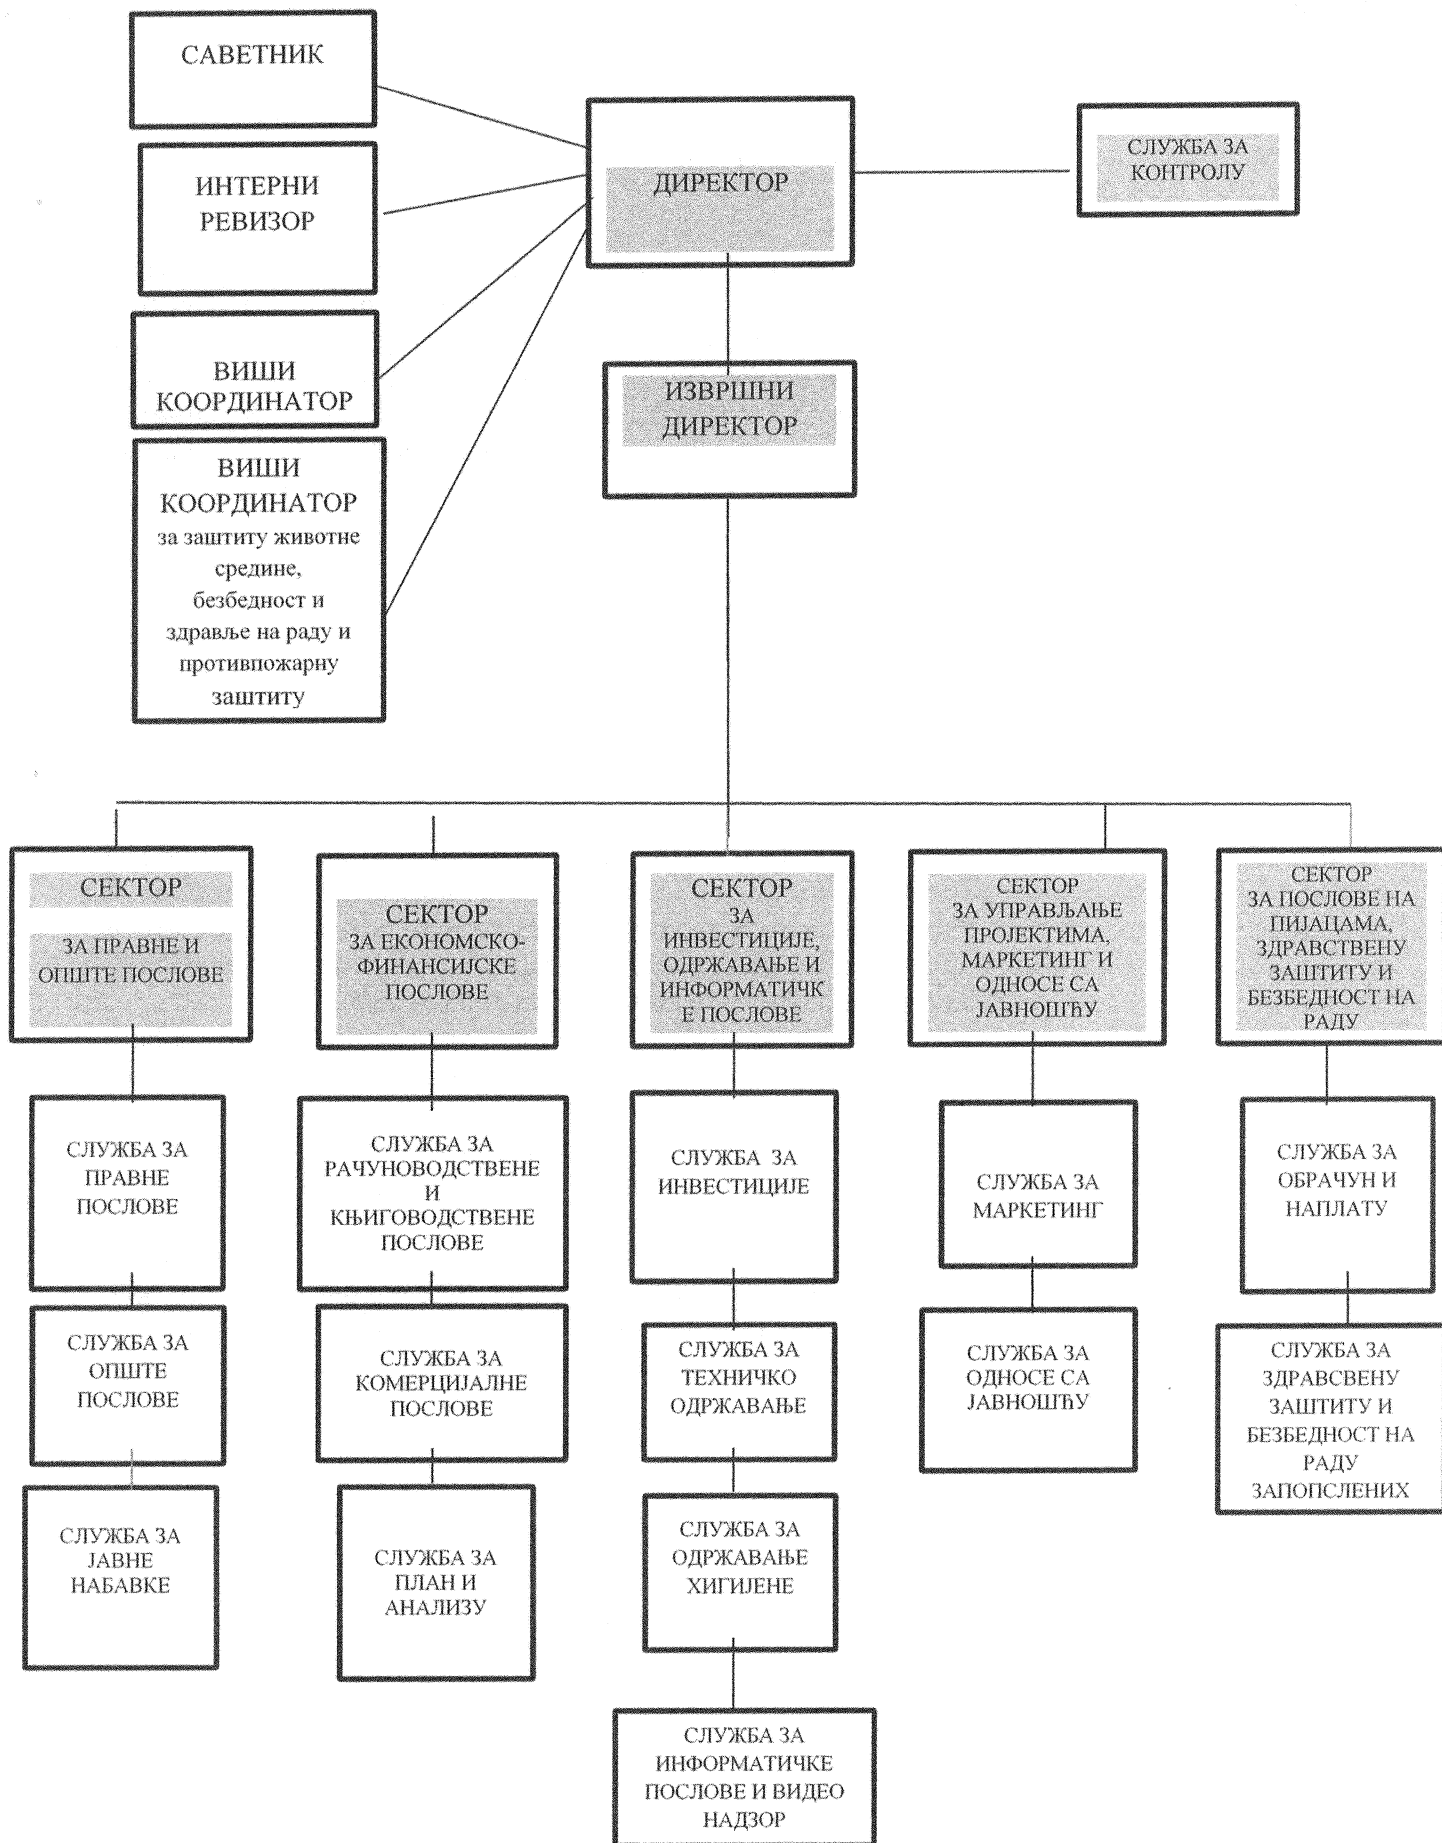 САВЕТНИК
ИНТЕРНИ
РЕВИЗОР
ВИШИ
КООРДИНАТОР
ВИШИ
КООРДИНАТОР
за заштиту животне
средине,
безбедност и
здравље на раду и
противпожарну
заштиту
ДИРЕКТОР
СЛУЖБА ЗА
КОНТРОЛУ
ИЗВРШНИ
ДИРЕКТОР
СЕКТОР
ЗА ПРАВНЕ И
ОПШТЕ ПОСЛОВЕ
СЛУЖБА ЗА
ПРАВНЕ
ПОСЛОВЕ
СЛУЖБА ЗА
ОПШТЕ
ПОСЛОВЕ
СЛУЖБА ЗА
ЈАВНЕ
НАБАВКЕ
СЕКТОР
ЗА ЕКОНОМСКО-
ФИНАНСИЈСКЕ
ПОСЛОВЕ
СЛУЖБА ЗА
РАЧУНОВОДСТВЕНЕ
И
КЊИГОВОДСТВЕНЕ
ПОСЛОВЕ
СЛУЖБА ЗА
КОМЕРЦИЈАЛНЕ
ПОСЛОВЕ
СЛУЖБА ЗА
ПЛАН И
АНАЛИЗУ
СЕКТОР
ЗА
ИНВЕСТИЦИЈЕ,
ОДРЖАВАЊЕ И
ИНФОРМАТИЧК
Е ПОСЛОВЕ
СЛУЖБА ЗА
ИНВЕСТИЦИЈЕ
СЛУЖБА ЗА
ТЕХНИЧКО
ОДРЖАВАЊЕ
СЛУЖБА ЗА
ОДРЖАВАЊЕ
ХИГИЈЕНЕ
СЛУЖБА ЗА
ИНФОРМАТИЧКЕ
ПОСЛОВЕ И ВИДЕО
НАДЗОР
СЕКТОР
ЗА УПРАВЉАЊЕ
ПРОЈЕКТИМА,
МАРКЕТИНГ И
ОДНОСЕ СА
ЈАВНОШЋУ
СЛУЖБА ЗА
МАРКЕТИНГ
СЛУЖБА ЗА
ОДНОСЕ СА
ЈАВНОШЋУ
СЕКТОР
ЗА ПОСЛОВЕ НА
ПИЈАЦАМА,
ЗДРАВСТВЕНУ
ЗАШТИТУ И
БЕЗБЕДНОСТ НА
РАДУ
СЛУЖБА ЗА
ОБРАЧУН И
НАПЛАТУ
СЛУЖБА ЗА
ЗДРАВСВЕНУ
ЗАШТИТУ И
БЕЗБЕДНОСТ НА
РАДУ
ЗАПОПСЛЕНИХ